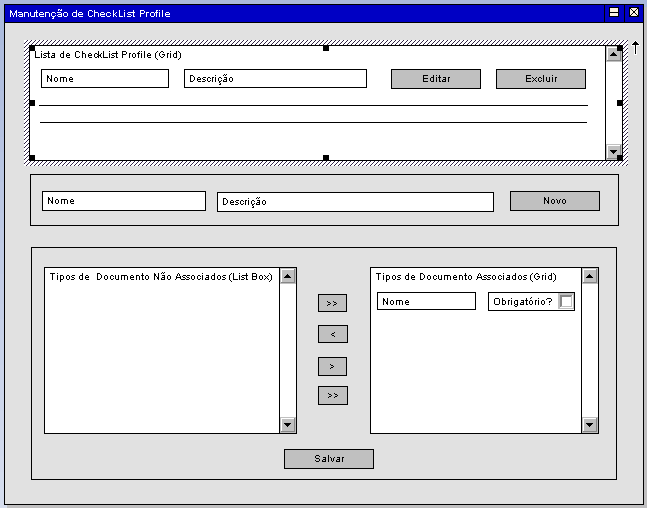 Manutenção de CheckList Profile
Lista de CheckList Profile (Grid)
Nome Descrição Editar Excluir
Nome Descrição Novo
Tipos de Documento Não Associados (List Box) Tipos de Documento Associados (Grid)
Nome Obrigatório?
>>
<
>
>>
Salvar